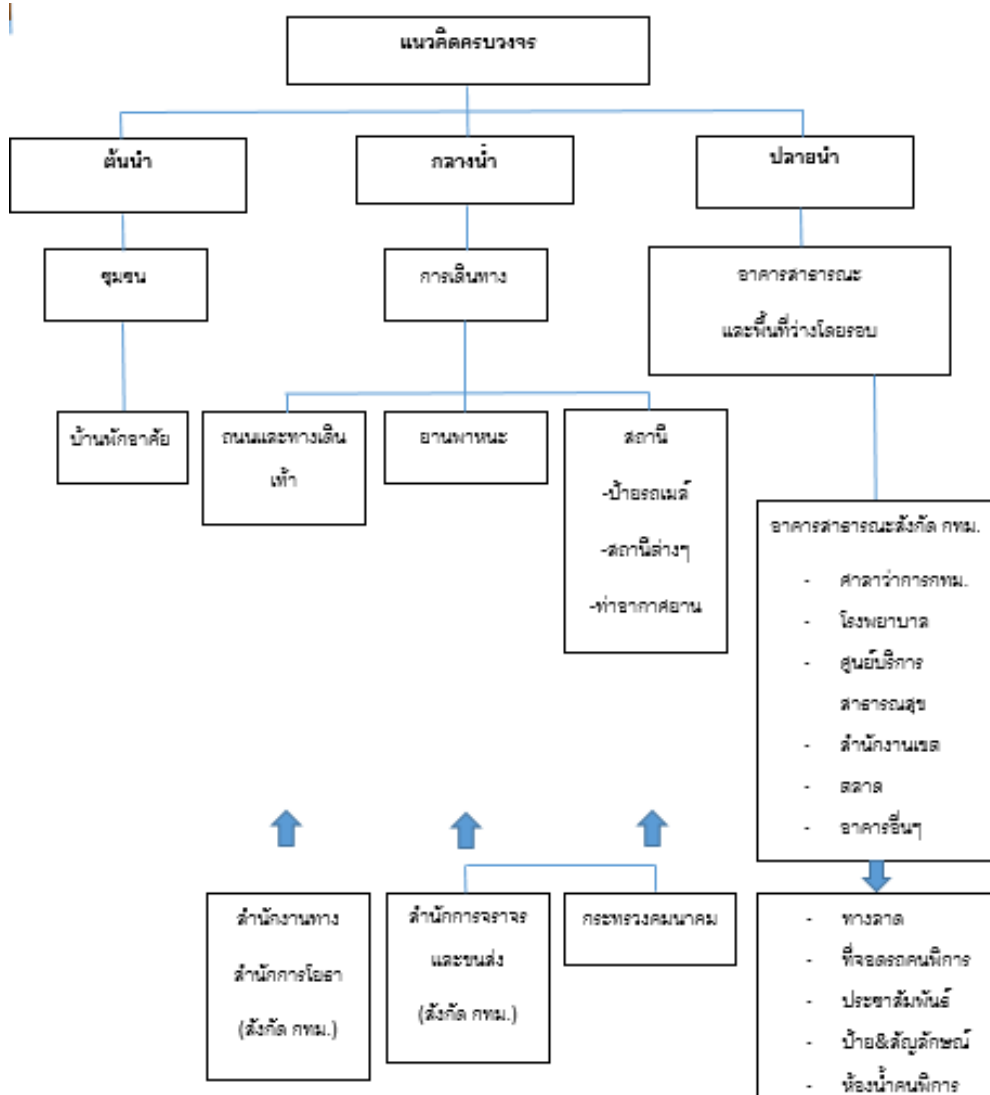 แนวคิดครบวงจร
ต้นน้ำ
กลางน้ำ
ปลายน้ำ
ชุมชน
การเดินทาง
อาคารสาธารณะ
และพื้นที่ว่างโดยรอบ
บ้านพักอาศัย
ถนนและทางเดิน
เท้า
ยานพาหนะ
สถานี
-ป้ายรถเมล์
-สถานีต่างๆ
-ท่าอากาศยาน
อาคารสาธารณะสังกัด กทม.
- ศาลาว่าการกทม.
- โรงพยาบาล
- ศูนย์บริการ
สาธารณสุข
- สำนักงานเขต
- ตลาด
- อาคารอื่นๆ
สำนักงานทาง
สำนักการโยธา
(สังกัด กทม.)
สำนักการจราจร
และขนส่ง
(สังกัด กทม.)
กระทรวงคมนาคม
- ทางลาด
- ที่จอดรถคนพิการ
- ประชาสัมพันธ์
- ป้าย&สัญลักษณ์
- ห้องน้ำคนพิการ